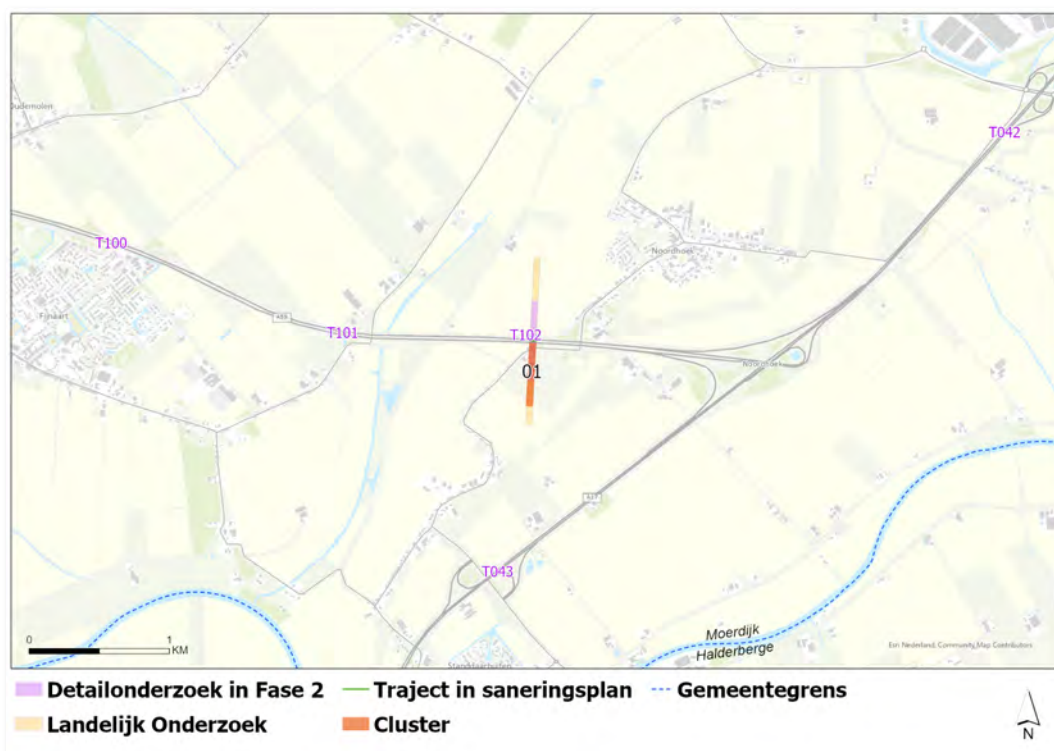 Oudemolen
T042
T100
Noordhoek
Fijnaart
T101
T102
01
T043
Moerdijk
Halderberge
0 1
KM
Esri Nederland, Community Map Contributors
Detailonderzoek in Fase 2
Traject in saneringsplan
Gemeentegrens
Landelijk Onderzoek
Cluster
N